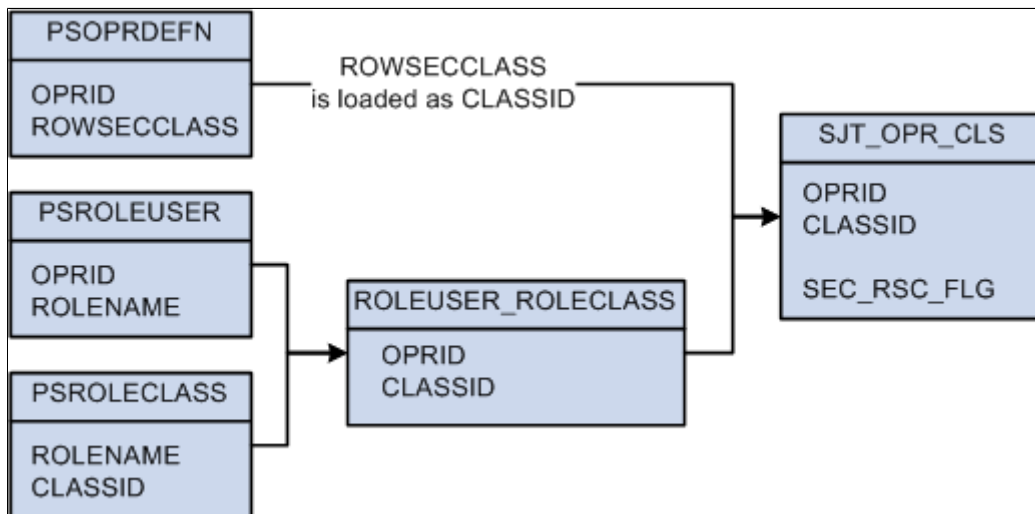 PSOPRDEFN
OPRID
ROWSECCLASS
ROWSECCLASS
is loaded as CLASSID
SJT_OPR_CLS
OPRID
CLASSID
SEC_RSC_FLG
PSROLEUSER
OPRID
ROLENAME
ROLEUSER_ROLECLASS
OPRID
CLASSID
PSROLECLASS
ROLENAME
CLASSID